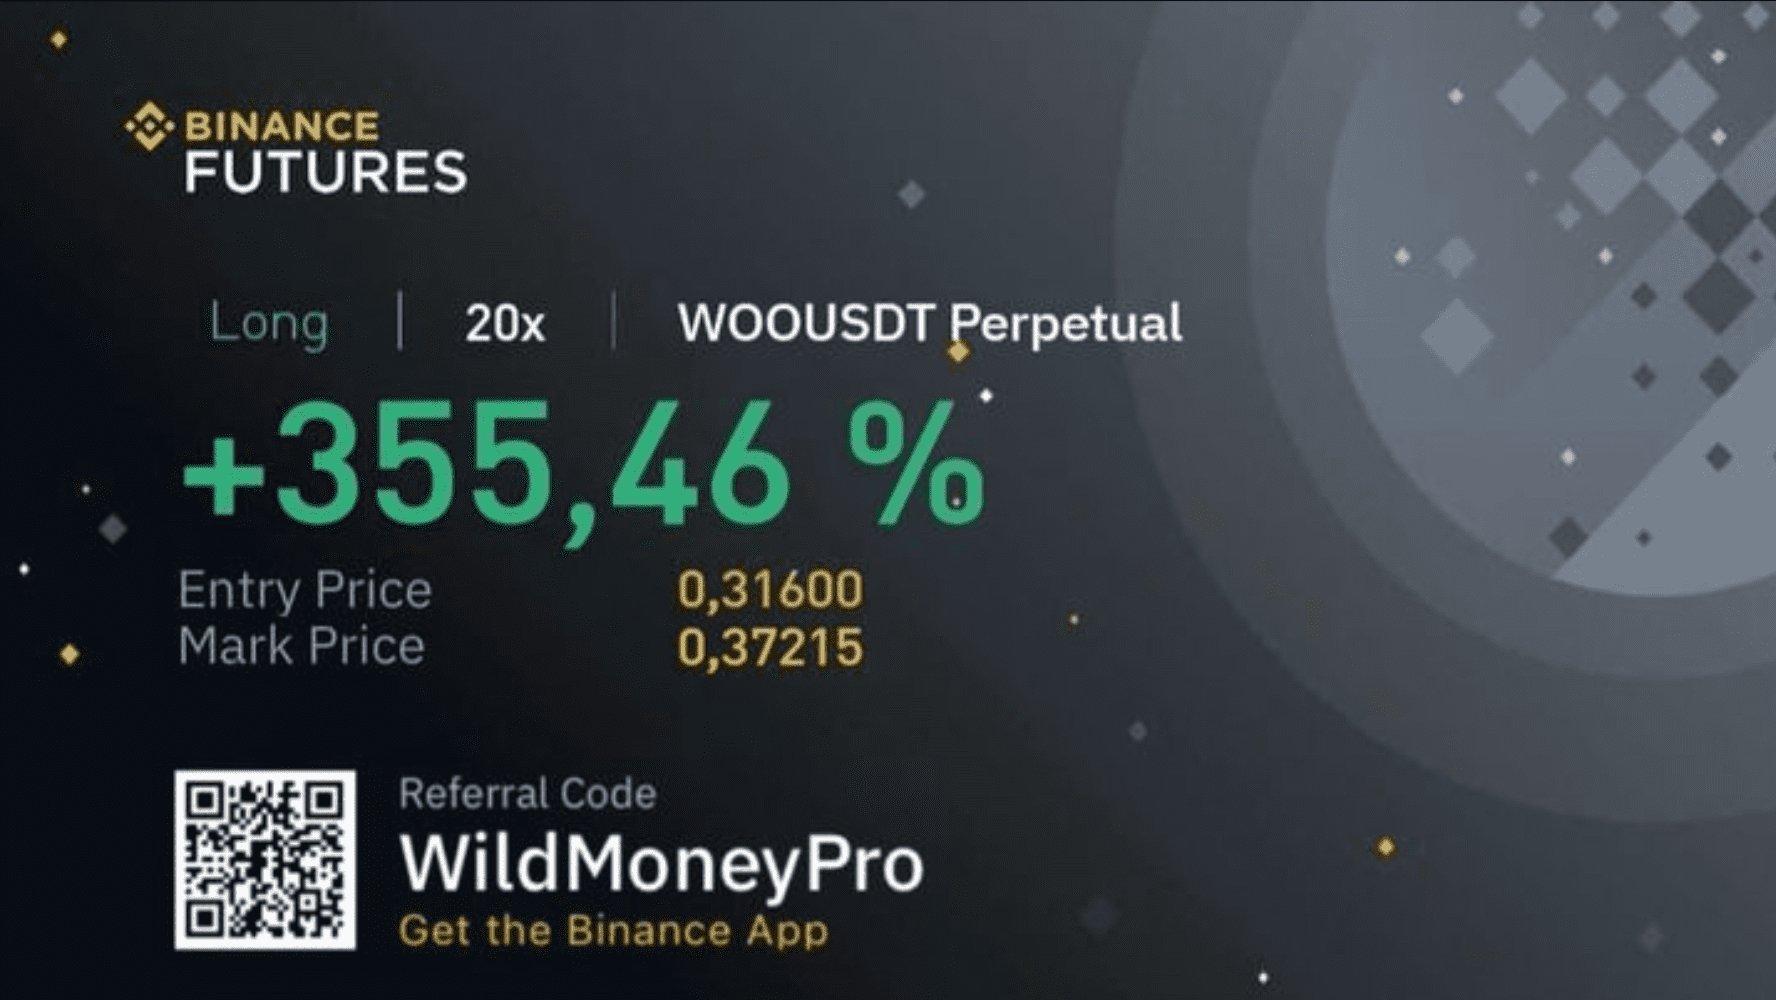 BINANCE
FUTURES
Long | 20x | WOOUSDT Perpetual
+355,46 %
Entry Price 0,31600
Mark Price 0,37215
Referral Code
WildMoneyPro
Get the Binance App